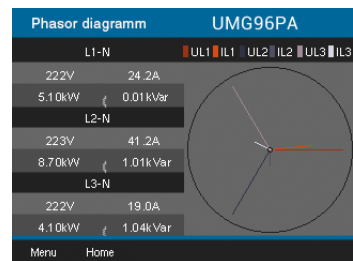 Phasor diagramm UMG96PA
L1-N UL1 IL1 UL2 IL2 UL3 IL3
222V 24.2A
5.10kW 0.01kVar
L2-N
223V 41.2A
8.70kW 1.01kVar
L3-N
222V 19.0A
4.10kW 1.04kVar
Menu Home